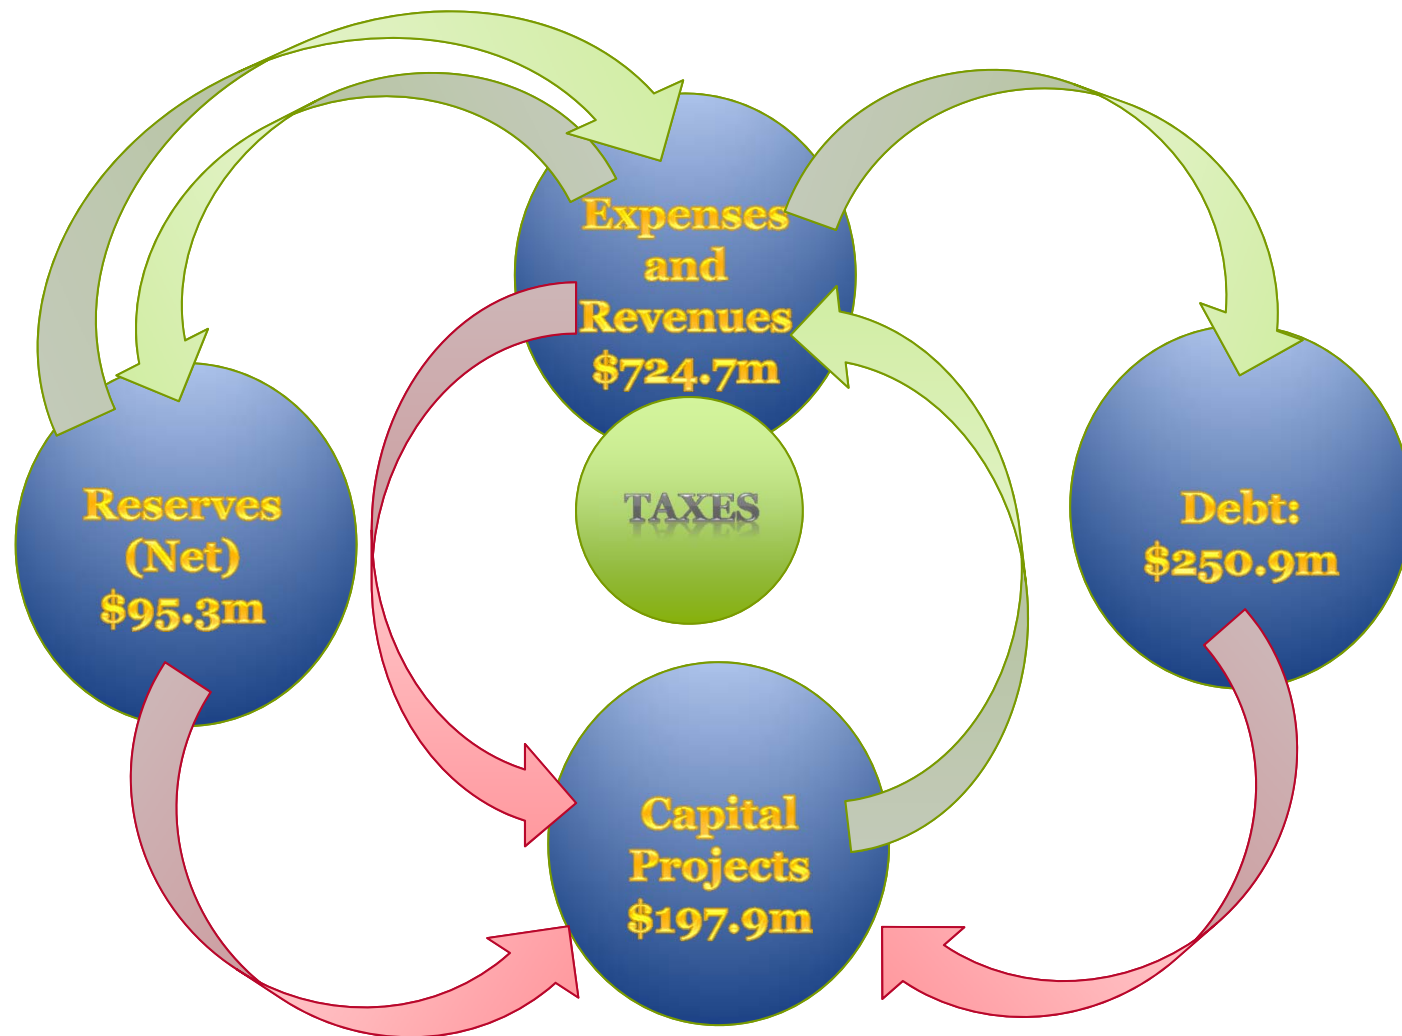 Expenses
and
Revenues
$724.7m
TAXES
Reserves
(Net)
$95.3m
Debt:
$250.9m
Capital
Projects
$197.9m